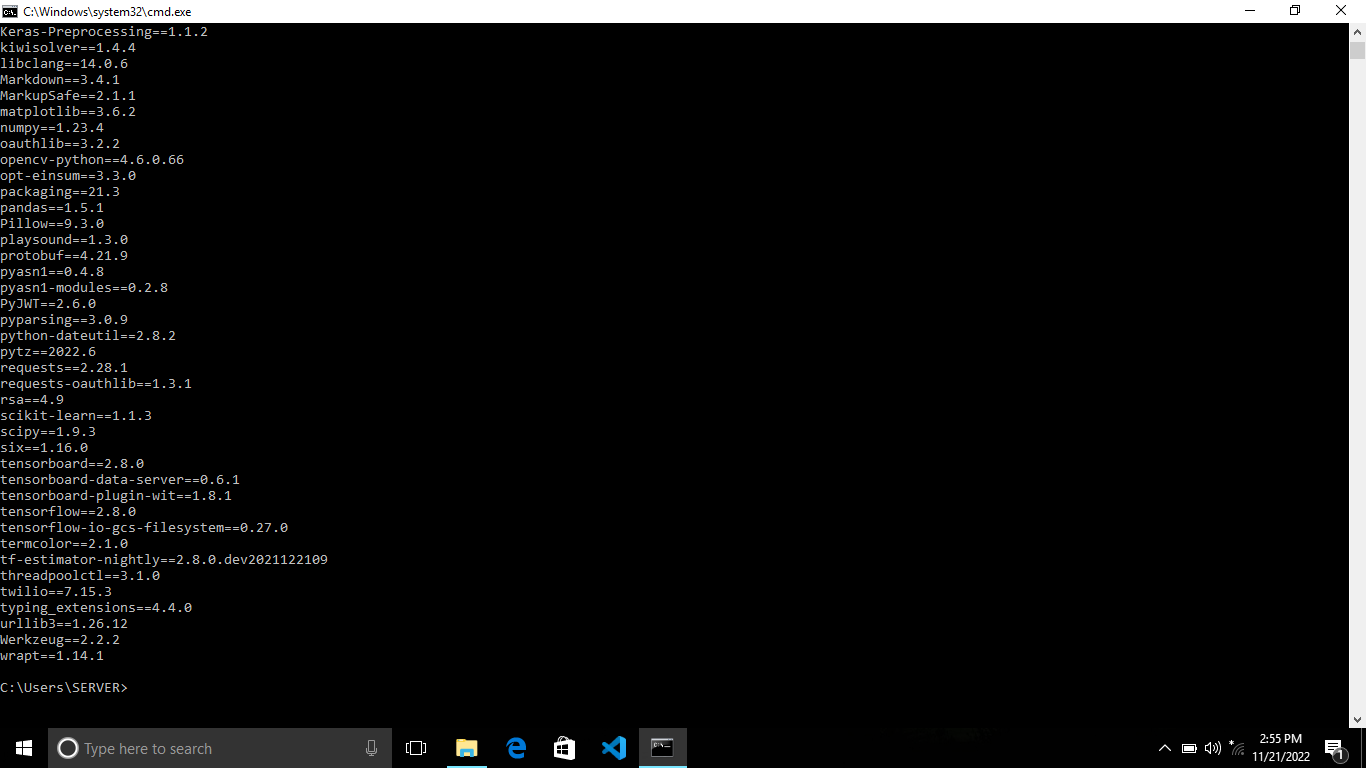 C:\Windows\system32\cmd.exe
Keras-Preprocessing==1.1.2
kiwisolver==1.4.4
libclang==14.0.6
Markdown==3.4.1
MarkupSafe==2.1.1
matplotlib==3.6.2
numpy==1.23.4
oauthlib==3.2.2
opencv-python==4.6.0.66
opt-einsum==3.3.0
packaging==21.3
pandas==1.5.1
Pillow==9.3.0
playsound==1.3.0
protobuf==4.21.9
pyasn1==0.4.8
pyasn1-modules==0.2.8
PyJWT==2.6.0
pyparsing==3.0.9
python-dateutil==2.8.2
pytz==2022.6
requests==2.28.1
requests-oauthlib==1.3.1
rsa==4.9
scikit-learn==1.1.3
scipy==1.9.3
six==1.16.0
tensorboard==2.8.0
tensorboard-data-server==0.6.1
tensorboard-plugin-wit==1.8.1
tensorflow==2.8.0
tensorflow-io-gcs-filesystem==0.27.0
termcolor==2.1.0
tf-estimator-nightly==2.8.0.dev2021122109
threadpoolctl==3.1.0
twilio==7.15.3
typing_extensions==4.4.0
urllib3==1.26.12
Werkzeug==2.2.2
wrapt==1.14.1
C:\Users\SERVER>
Type here to search
2:55 PM
11/21/2022
1